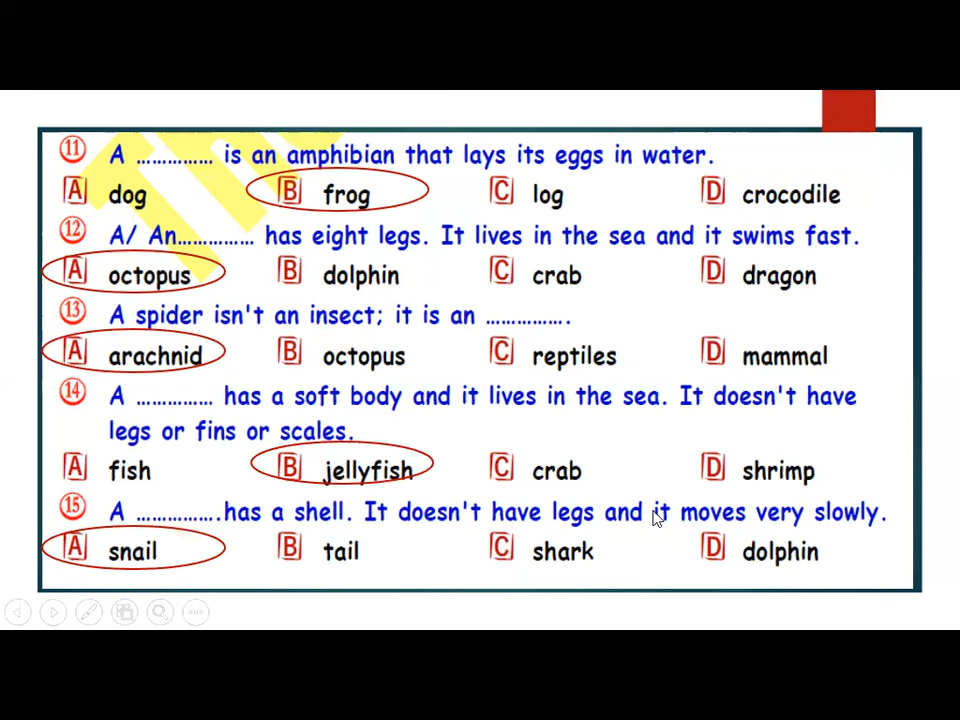 ⑪ A ............... is an amphibian that lays its eggs in water.
A dog B frog C log D crocodile
⑫ A/ An............... has eight legs. It lives in the sea and it swims fast.
A octopus B dolphin C crab D dragon
⑬ A spider isn't an insect; it is an ................
A arachnid B octopus C reptiles D mammal
⑭ A ............... has a soft body and it lives in the sea. It doesn't have
legs or fins or scales.
A fish B jellyfish C crab D shrimp
⑮ A ................has a shell. It doesn't have legs and it moves very slowly.
A snail B tail C shark D dolphin